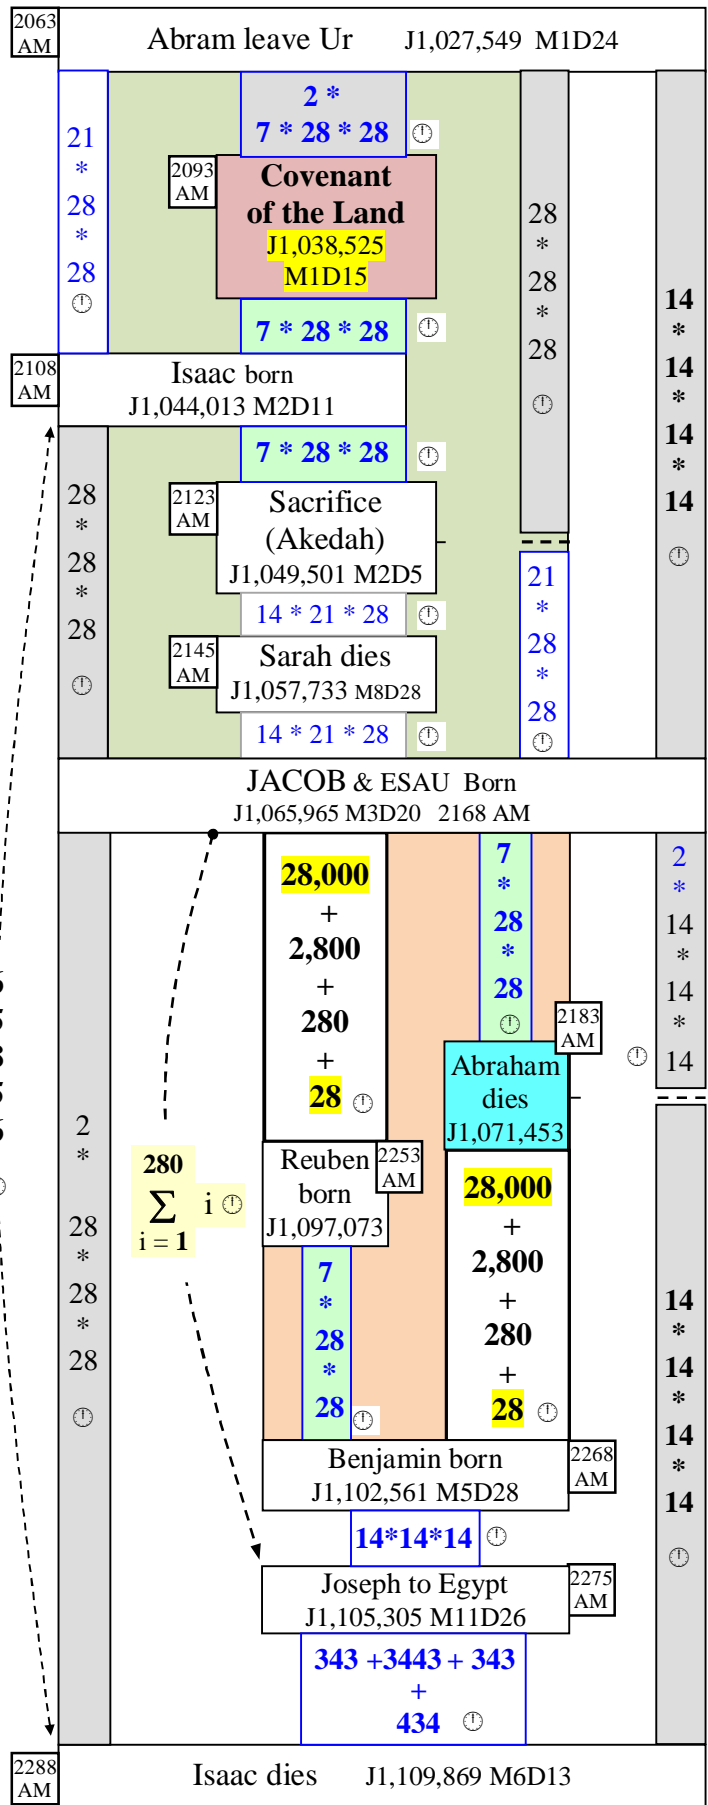 2063
AM
Abram leave Ur J1,027,549 M1D24
2 *
7 * 28 * 28
21
*
28
*
28
2093
AM
Covenant
of the Land
J1,038,525
M1D15
28
*
28
*
28
14
*
14
*
14
*
14
7 * 28 * 28
2108
AM
Isaac born
J1,044,013 M2D11
7 * 28 * 28
28
*
28
*
28
2123
AM
Sacrifice
(Akedah)
J1,049,501 M2D5
21
*
28
*
28
14 * 21 * 28
2145
AM
Sarah dies
J1,057,733 M8D28
14 * 21 * 28
JACOB & ESAU Born
J1,065,965 M3D20 2168 AM
28,000
+
2,800
+
280
+
28
7
*
28
*
28
2
*
14
*
14
*
14
2183
AM
Abraham
dies
J1,071,453
2
*
28
*
28
*
28
280
Σ i
i = 1
Reuben
born
J1,097,073
2253
AM
28,000
+
2,800
+
280
+
28
7
*
28
*
28
14
*
14
*
14
*
14
Benjamin born
J1,102,561 M5D28
2268
AM
14*14*14
Joseph to Egypt
J1,105,305 M11D26
2275
AM
343 +3443 + 343
+
434
2288
AM
Isaac dies J1,109,869 M6D13